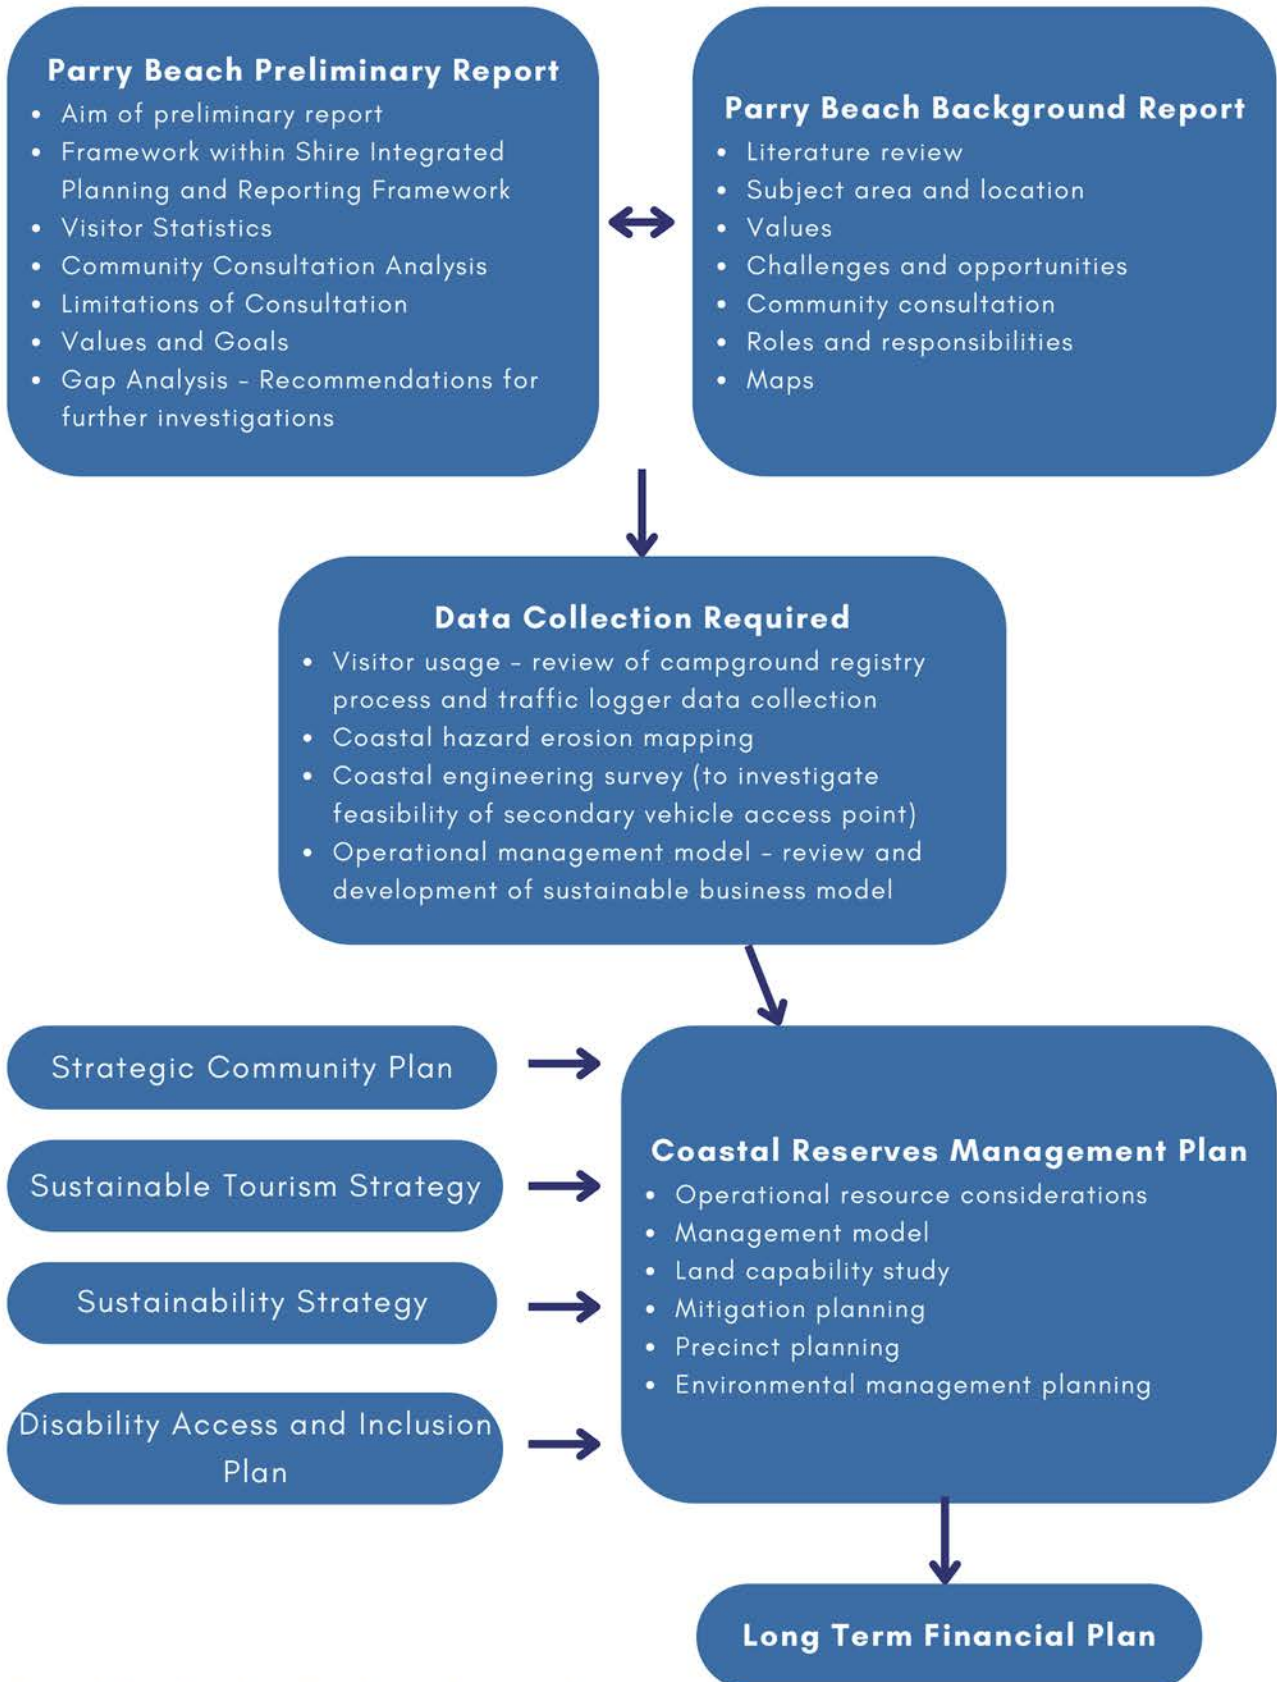 Parry Beach Preliminary Report
• Aim of preliminary report
• Framework within Shire Integrated
Planning and Reporting Framework
• Visitor Statistics
• Community Consultation Analysis
• Limitations of Consultation
• Values and Goals
• Gap Analysis - Recommendations for
further investigations
Parry Beach Background Report
• Literature review
• Subject area and location
• Values
• Challenges and opportunities
• Community consultation
• Roles and responsibilities
• Maps
Data Collection Required
• Visitor usage - review of campground registry
process and traffic logger data collection
• Coastal hazard erosion mapping
• Coastal engineering survey (to investigate
feasibility of secondary vehicle access point)
• Operational management model - review and
development of sustainable business model
Strategic Community Plan
Sustainable Tourism Strategy
Sustainability Strategy
Disability Access and Inclusion
Plan
Coastal Reserves Management Plan
• Operational resource considerations
• Management model
• Land capability study
• Mitigation planning
• Precinct planning
• Environmental management planning
Long Term Financial Plan